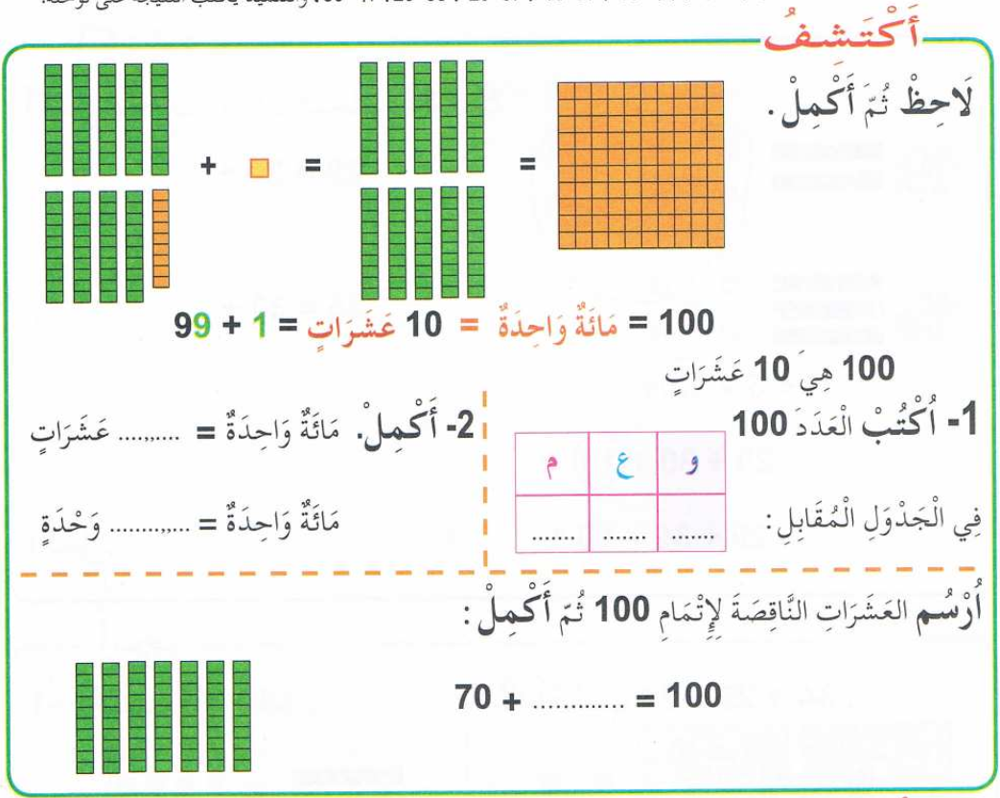 أَكْتَشِفُ
لَاحِظْ ثُمَّ أَكْمِلْ.
+ = =
99 + 1 = 10 عَشَرَاتٍ = مَائَةٌ وَاحِدَةٌ = 100
100 هِيَ 10 عَشَرَاتٍ
1- اُكْتُبْ الْعَدَدَ 100
فِي الْجَدْوَلِ الْمُقَابِلِ:
و ع م
....... ....... .......
2- أَكْمِلْ. مَائَةٌ وَاحِدَةٌ = .......... عَشَرَاتٍ
مَائَةٌ وَاحِدَةٌ = ............. وَحْدَةٍ
اُرْسُم العَشَرَاتِ النَّاقِصَةَ لِإِتْمَامِ 100 ثُمّ أَكْمِلْ:
70 + ............. = 100